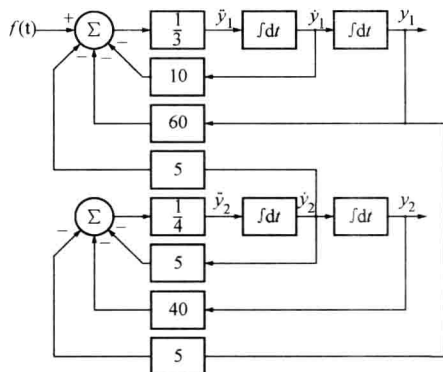 f(t) + Σ 1/3 ÿ₁ ∫dt ẏ₁ ∫dt y₁
− − −
10
60
5
Σ 1/4 ÿ₂ ∫dt ẏ₂ ∫dt y₂
− − −
5
40
5